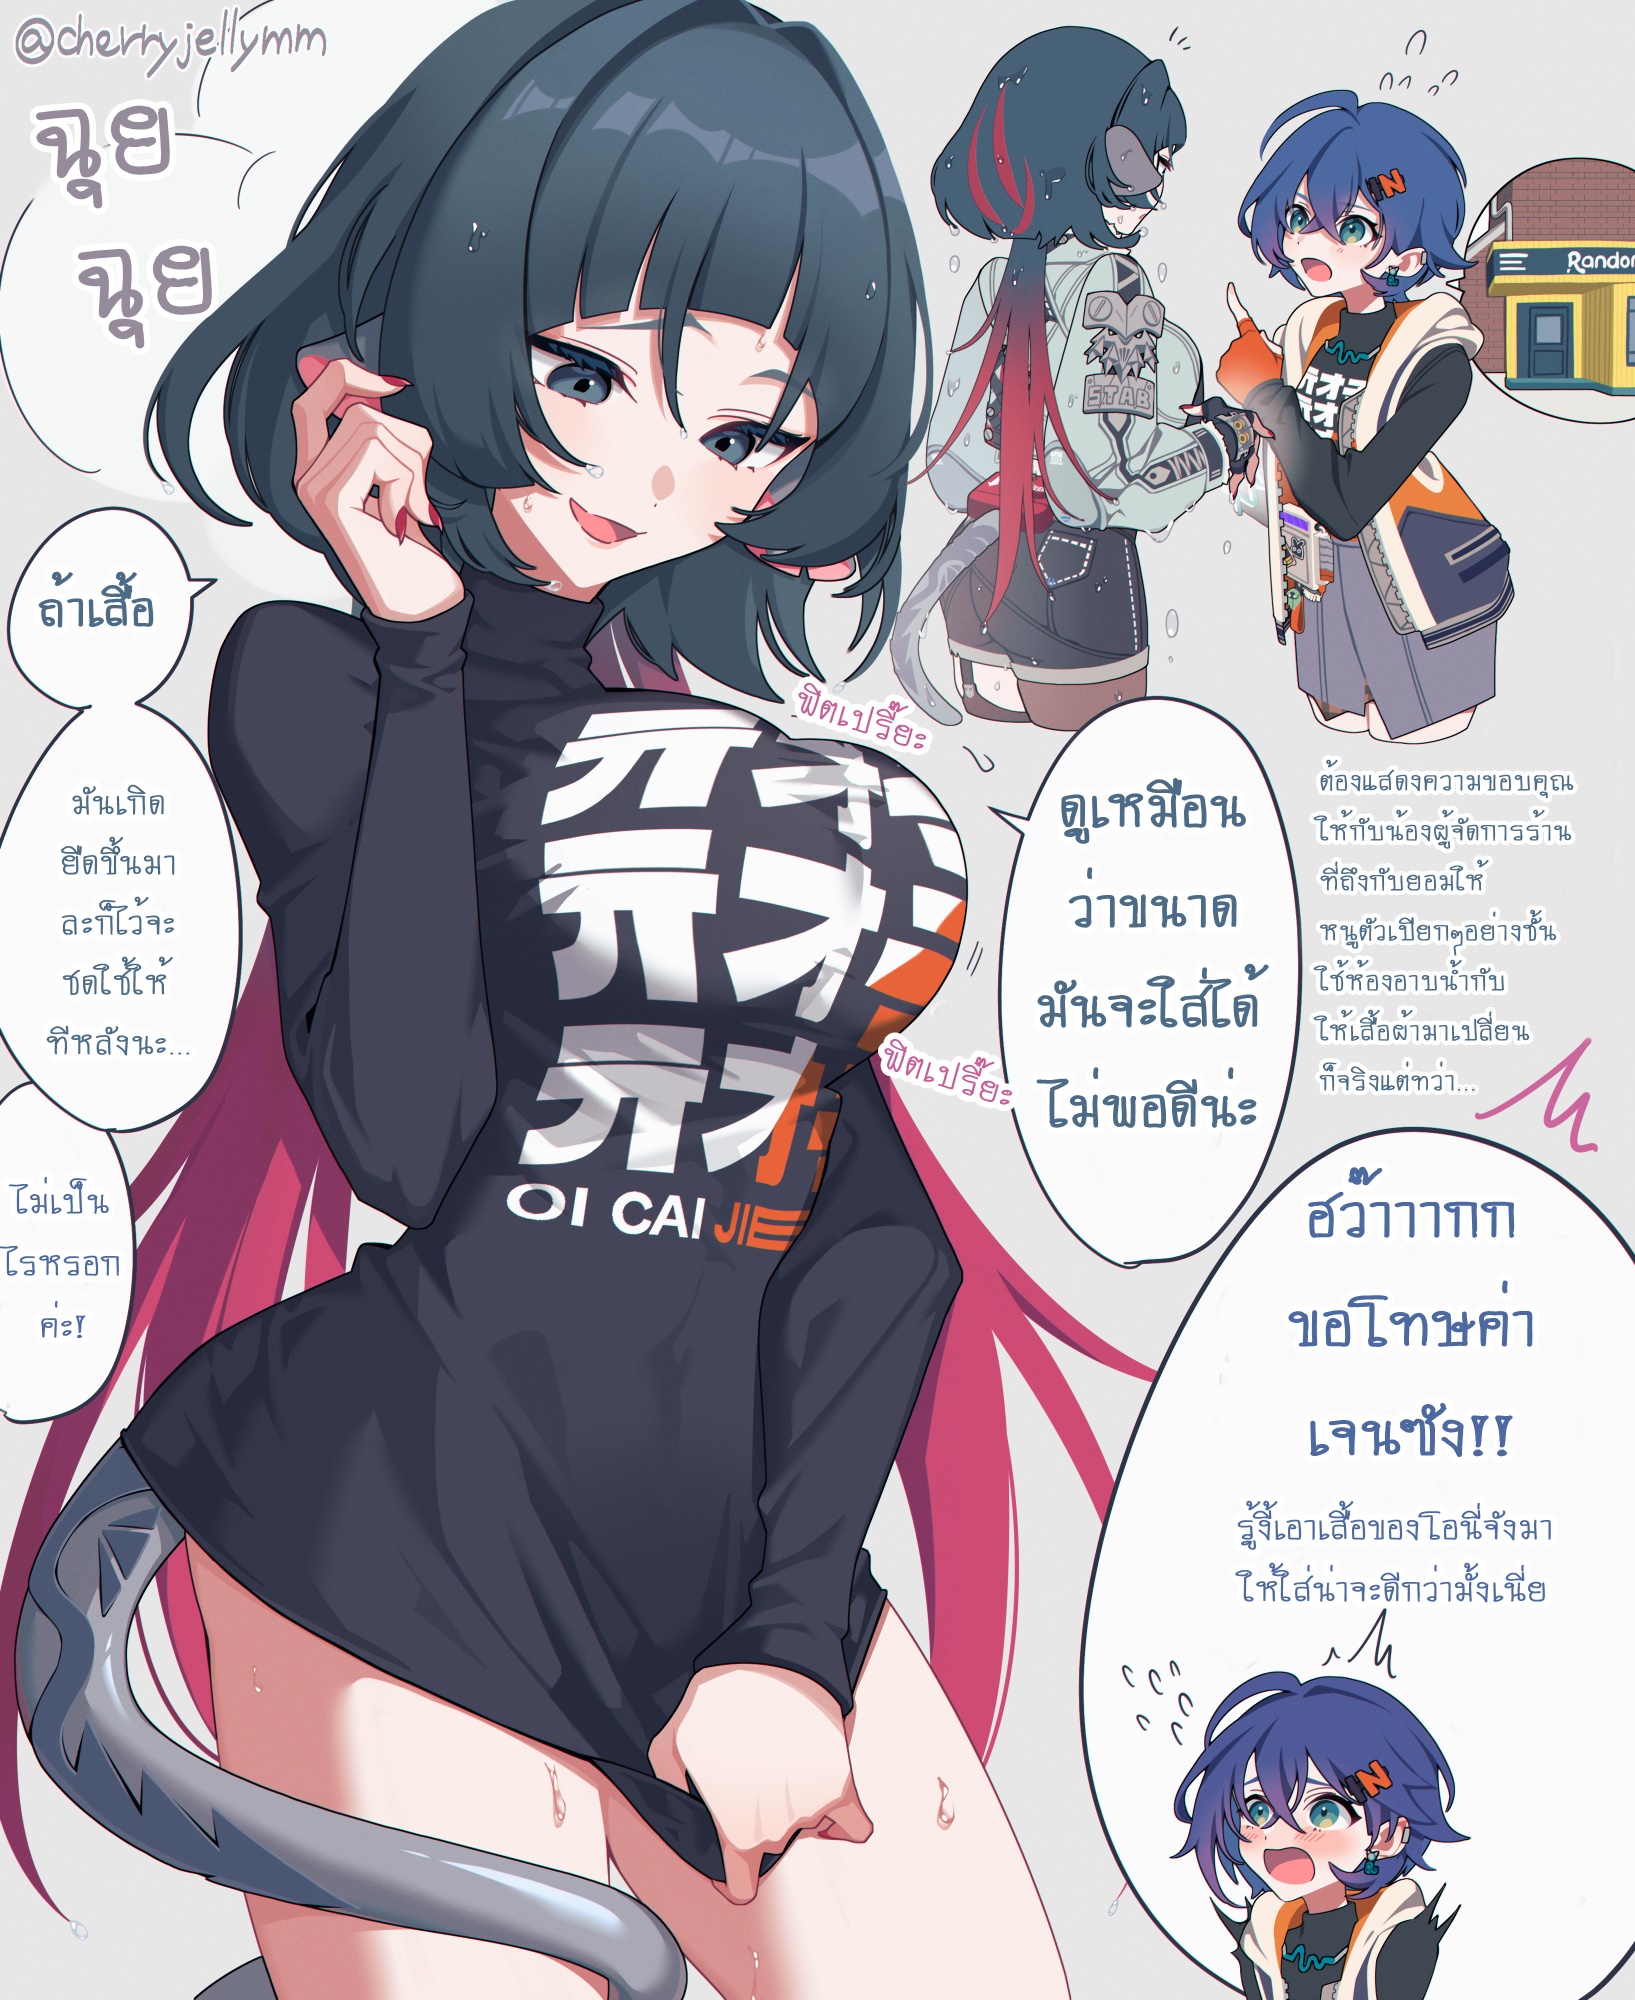 @cherryjellymm
ฉุย
ฉุย
STAB
Random
N
ต้องแสดงความขอบคุณ
ให้กับน้องผู้จัดการร้าน
ที่ถึงกับยอมให้
หนูตัวเปียกๆอย่างชั้น
ใช้ห้องอาบน้ำกับ
ให้เสื้อผ้ามาเปลี่ยน
ก็จริงแต่ทว่า...
ดูเหมือน
ว่าขนาด
มันจะใส่ได้
ไม่พอดีน่ะ
ฟิตเปรี๊ยะ
ฟิตเปรี๊ยะ
ถ้าเสื้อ
มันเกิด
ยืดขึ้นมา
ละก็ไว้จะ
ชดใช้ให้
ทีหลังนะ...
ไม่เป็น
ไรหรอก
ค่ะ!
OI CAI JIE
ฮว๊าาากก
ขอโทษค่า
เจนซัง!!
รู้งี้เอาเสื้อของโอนี่จังมา
ให้ใส่น่าจะดีกว่ามั้งเนี่ย
N